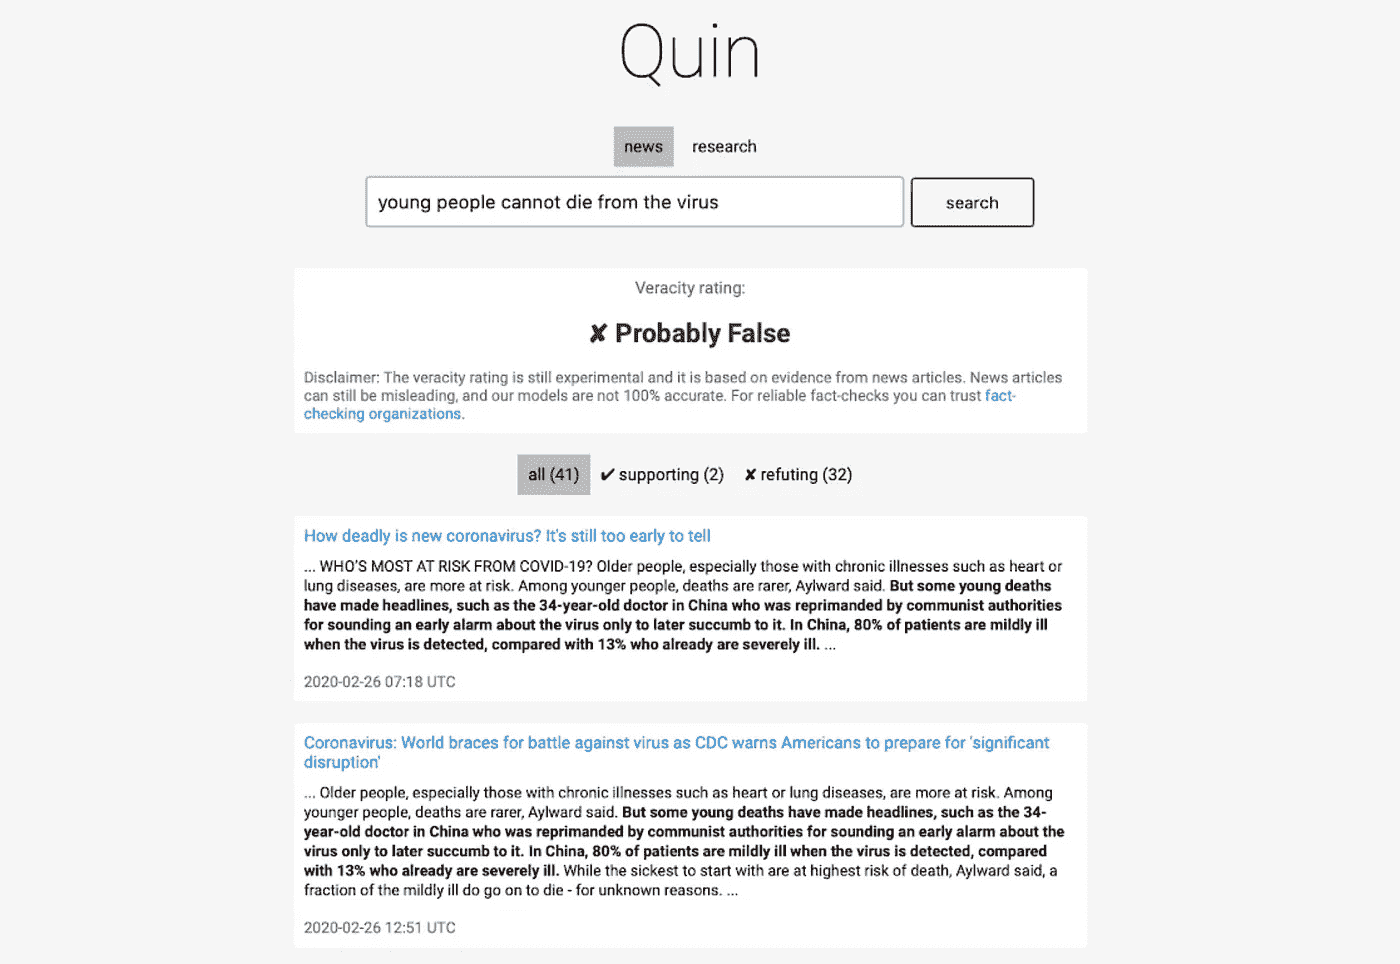 Quin
news research
young people cannot die from the virus search
Veracity rating:
✘ Probably False
Disclaimer: The veracity rating is still experimental and it is based on evidence from news articles. News articles
can still be misleading, and our models are not 100% accurate. For reliable fact-checks you can trust fact-
checking organizations.
all (41) ✔ supporting (2) ✘ refuting (32)
How deadly is new coronavirus? It's still too early to tell
... WHO'S MOST AT RISK FROM COVID-19? Older people, especially those with chronic illnesses such as heart or
lung diseases, are more at risk. Among younger people, deaths are rarer, Aylward said. But some young deaths
have made headlines, such as the 34-year-old doctor in China who was reprimanded by communist authorities
for sounding an early alarm about the virus only to later succumb to it. In China, 80% of patients are mildly ill
when the virus is detected, compared with 13% who already are severely ill. ...
2020-02-26 07:18 UTC
Coronavirus: World braces for battle against virus as CDC warns Americans to prepare for 'significant
disruption'
... Older people, especially those with chronic illnesses such as heart or lung diseases, are more at risk. Among
younger people, deaths are rarer, Aylward said. But some young deaths have made headlines, such as the 34-
year-old doctor in China who was reprimanded by communist authorities for sounding an early alarm about the
virus only to later succumb to it. In China, 80% of patients are mildly ill when the virus is detected, compared
with 13% who already are severely ill. While the sickest to start with are at highest risk of death, Aylward said, a
fraction of the mildly ill do go on to die - for unknown reasons. ...
2020-02-26 12:51 UTC